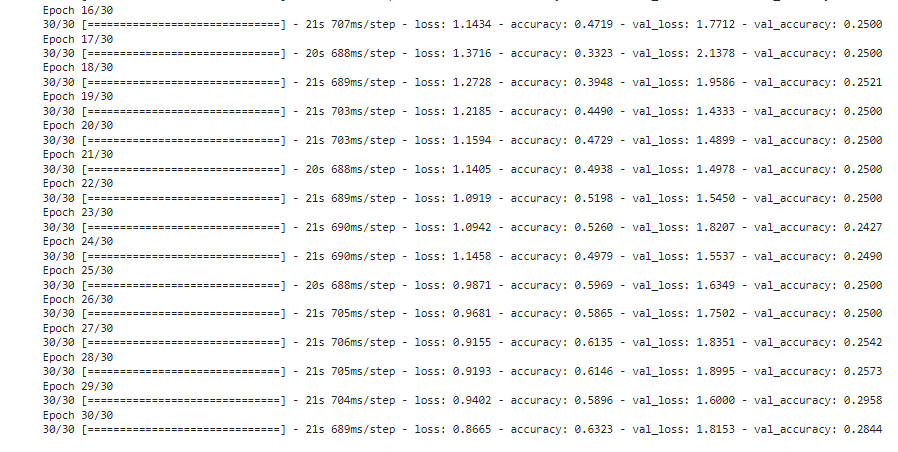 Epoch 16/30
30/30 [==============================] - 21s 707ms/step - loss: 1.1434 - accuracy: 0.4719 - val_loss: 1.7712 - val_accuracy: 0.2500
Epoch 17/30
30/30 [==============================] - 20s 688ms/step - loss: 1.3716 - accuracy: 0.3323 - val_loss: 2.1378 - val_accuracy: 0.2500
Epoch 18/30
30/30 [==============================] - 21s 689ms/step - loss: 1.2728 - accuracy: 0.3948 - val_loss: 1.9586 - val_accuracy: 0.2521
Epoch 19/30
30/30 [==============================] - 21s 703ms/step - loss: 1.2185 - accuracy: 0.4490 - val_loss: 1.4333 - val_accuracy: 0.2500
Epoch 20/30
30/30 [==============================] - 21s 703ms/step - loss: 1.1594 - accuracy: 0.4729 - val_loss: 1.4899 - val_accuracy: 0.2500
Epoch 21/30
30/30 [==============================] - 20s 688ms/step - loss: 1.1405 - accuracy: 0.4938 - val_loss: 1.4978 - val_accuracy: 0.2500
Epoch 22/30
30/30 [==============================] - 21s 689ms/step - loss: 1.0919 - accuracy: 0.5198 - val_loss: 1.5450 - val_accuracy: 0.2500
Epoch 23/30
30/30 [==============================] - 21s 690ms/step - loss: 1.0942 - accuracy: 0.5260 - val_loss: 1.8207 - val_accuracy: 0.2427
Epoch 24/30
30/30 [==============================] - 21s 690ms/step - loss: 1.1458 - accuracy: 0.4979 - val_loss: 1.5537 - val_accuracy: 0.2490
Epoch 25/30
30/30 [==============================] - 20s 688ms/step - loss: 0.9871 - accuracy: 0.5969 - val_loss: 1.6349 - val_accuracy: 0.2500
Epoch 26/30
30/30 [==============================] - 21s 705ms/step - loss: 0.9681 - accuracy: 0.5865 - val_loss: 1.7502 - val_accuracy: 0.2500
Epoch 27/30
30/30 [==============================] - 21s 706ms/step - loss: 0.9155 - accuracy: 0.6135 - val_loss: 1.8351 - val_accuracy: 0.2542
Epoch 28/30
30/30 [==============================] - 21s 705ms/step - loss: 0.9193 - accuracy: 0.6146 - val_loss: 1.8995 - val_accuracy: 0.2573
Epoch 29/30
30/30 [==============================] - 21s 704ms/step - loss: 0.9402 - accuracy: 0.5896 - val_loss: 1.6000 - val_accuracy: 0.2958
Epoch 30/30
30/30 [==============================] - 21s 689ms/step - loss: 0.8665 - accuracy: 0.6323 - val_loss: 1.8153 - val_accuracy: 0.2844